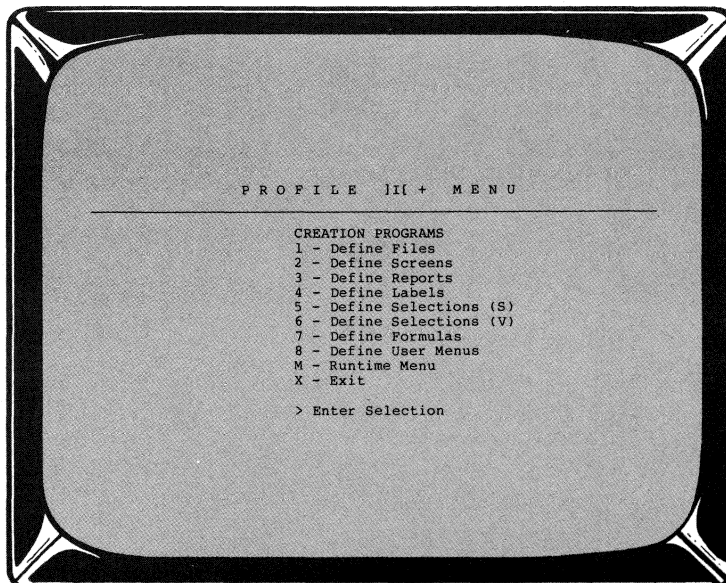 P R O F I L E ]I[ + M E N U
CREATION PROGRAMS
1 - Define Files
2 - Define Screens
3 - Define Reports
4 - Define Labels
5 - Define Selections (S)
6 - Define Selections (V)
7 - Define Formulas
8 - Define User Menus
M - Runtime Menu
X - Exit
> Enter Selection